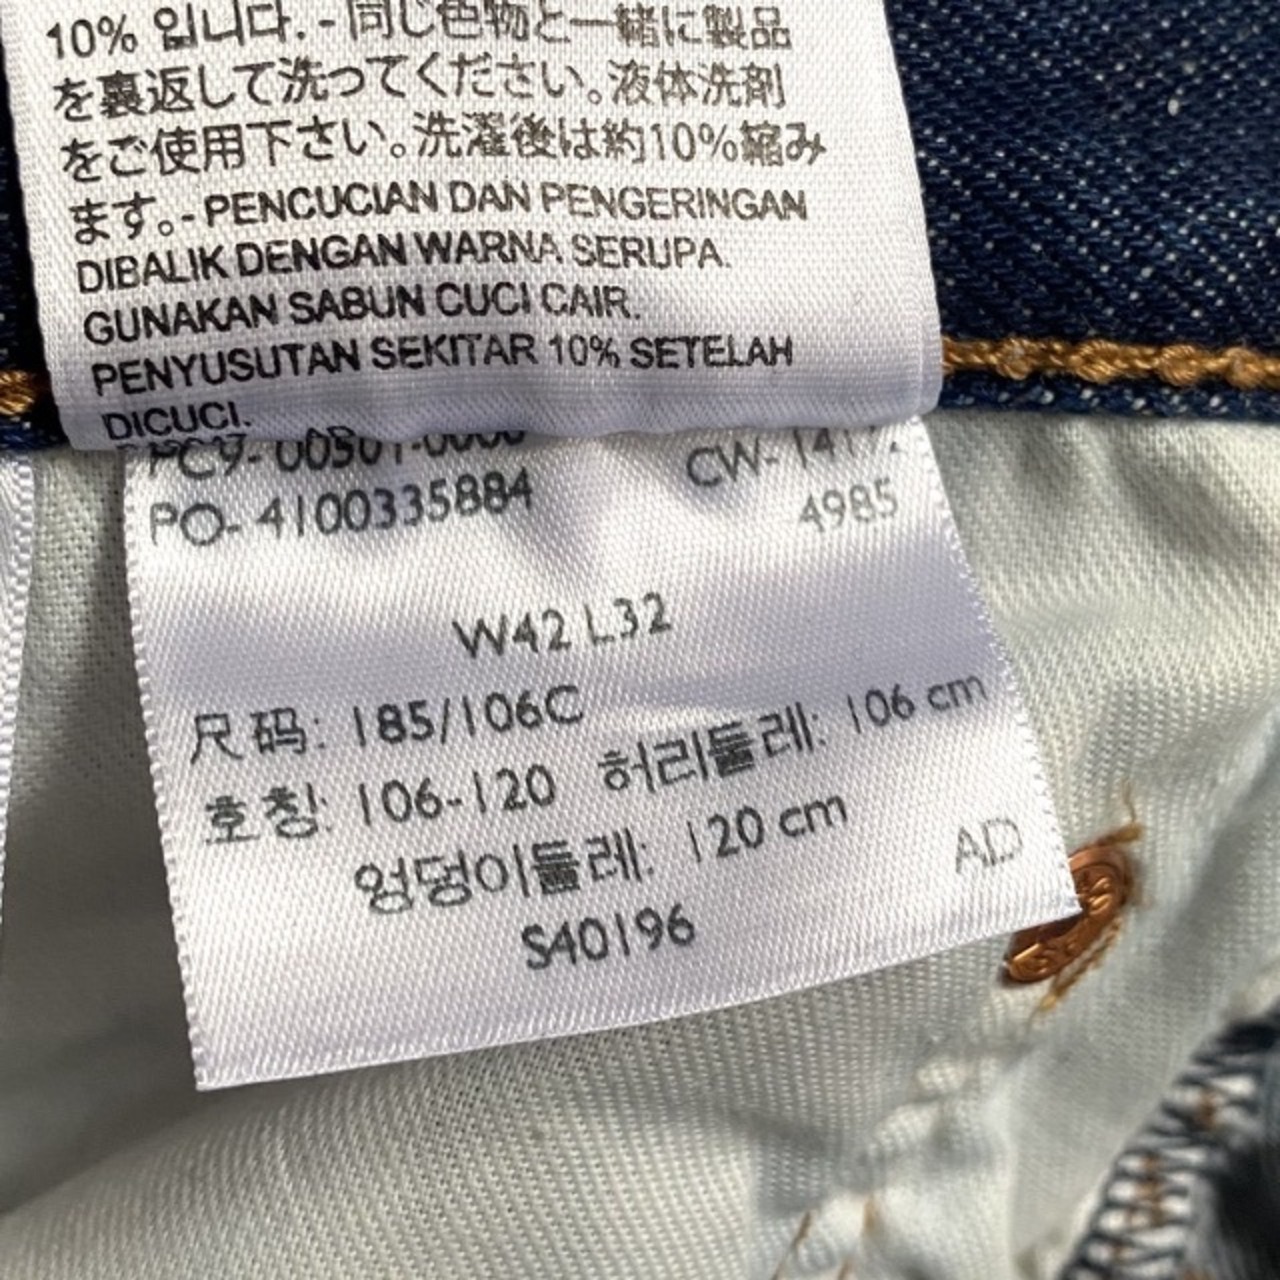 10% 입니다. - 同じ色物と一緒に製品
を裏返して洗ってください。液体洗剤
をご使用下さい。洗濯後は約10%縮み
ます。- PENCUCIAN DAN PENGERINGAN
DIBALIK DENGAN WARNA SERUPA.
GUNAKAN SABUN CUCI CAIR.
PENYUSUTAN SEKITAR 10% SETELAH
DICUCI.
PO- 4100335884
4985
W42 L32
尺码: 185/106C
호칭: 106-120 허리둘레: 106 cm
엉덩이둘레: 120 cm
AD
S40196